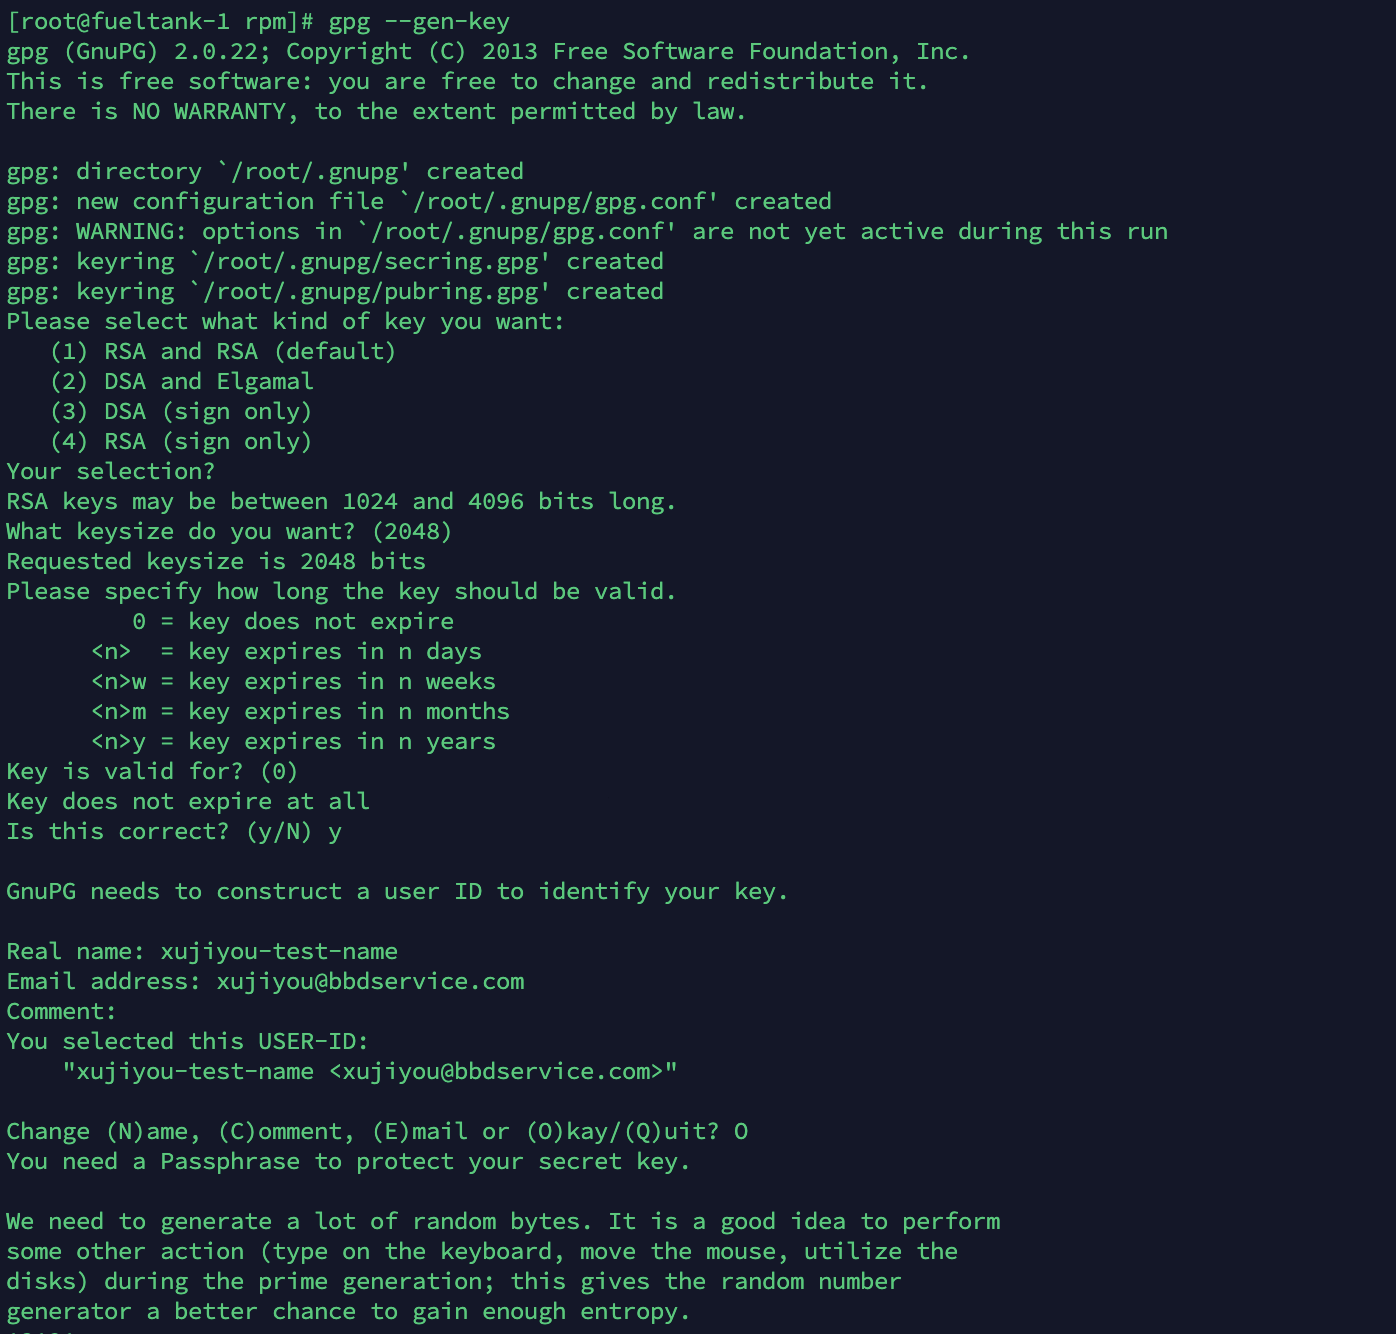 [root@fueltank-1 rpm]# gpg --gen-key
gpg (GnuPG) 2.0.22; Copyright (C) 2013 Free Software Foundation, Inc.
This is free software: you are free to change and redistribute it.
There is NO WARRANTY, to the extent permitted by law.

gpg: directory `/root/.gnupg' created
gpg: new configuration file `/root/.gnupg/gpg.conf' created
gpg: WARNING: options in `/root/.gnupg/gpg.conf' are not yet active during this run
gpg: keyring `/root/.gnupg/secring.gpg' created
gpg: keyring `/root/.gnupg/pubring.gpg' created
Please select what kind of key you want:
   (1) RSA and RSA (default)
   (2) DSA and Elgamal
   (3) DSA (sign only)
   (4) RSA (sign only)
Your selection?
RSA keys may be between 1024 and 4096 bits long.
What keysize do you want? (2048)
Requested keysize is 2048 bits
Please specify how long the key should be valid.
         0 = key does not expire
      <n>  = key expires in n days
      <n>w = key expires in n weeks
      <n>m = key expires in n months
      <n>y = key expires in n years
Key is valid for? (0)
Key does not expire at all
Is this correct? (y/N) y

GnuPG needs to construct a user ID to identify your key.

Real name: xujiyou-test-name
Email address: xujiyou@bbdservice.com
Comment:
You selected this USER-ID:
    "xujiyou-test-name <xujiyou@bbdservice.com>"

Change (N)ame, (C)omment, (E)mail or (O)kay/(Q)uit? O
You need a Passphrase to protect your secret key.

We need to generate a lot of random bytes. It is a good idea to perform
some other action (type on the keyboard, move the mouse, utilize the
disks) during the prime generation; this gives the random number
generator a better chance to gain enough entropy.